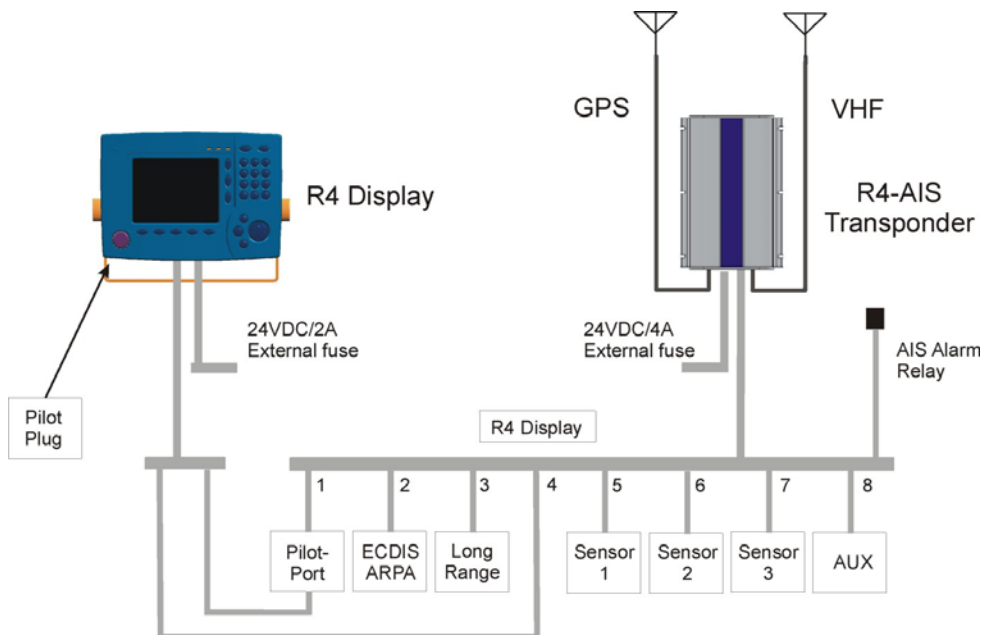 GPS
VHF
R4 Display
R4-AIS
Transponder
24VDC/2A
External fuse
24VDC/4A
External fuse
AIS Alarm
Relay
Pilot
Plug
R4 Display
1
2
3
4
5
6
7
8
Pilot-
Port
ECDIS
ARPA
Long
Range
Sensor
1
Sensor
2
Sensor
3
AUX